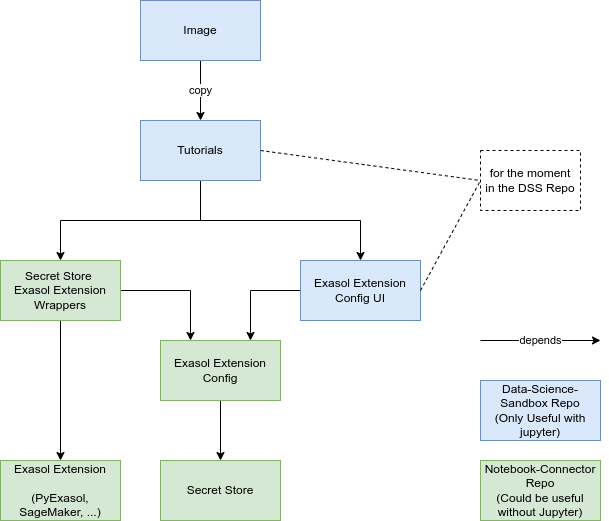 Image
copy
Tutorials
for the moment
in the DSS Repo
Secret Store
Exasol Extension
Wrappers
Exasol Extension
Config UI
Exasol Extension
Config
depends
Data-Science-
Sandbox Repo
(Only Useful with
jupyter)
Exasol Extension
(PyExasol,
SageMaker, ...)
Secret Store
Notebook-Connector
Repo
(Could be useful
without Jupyter)